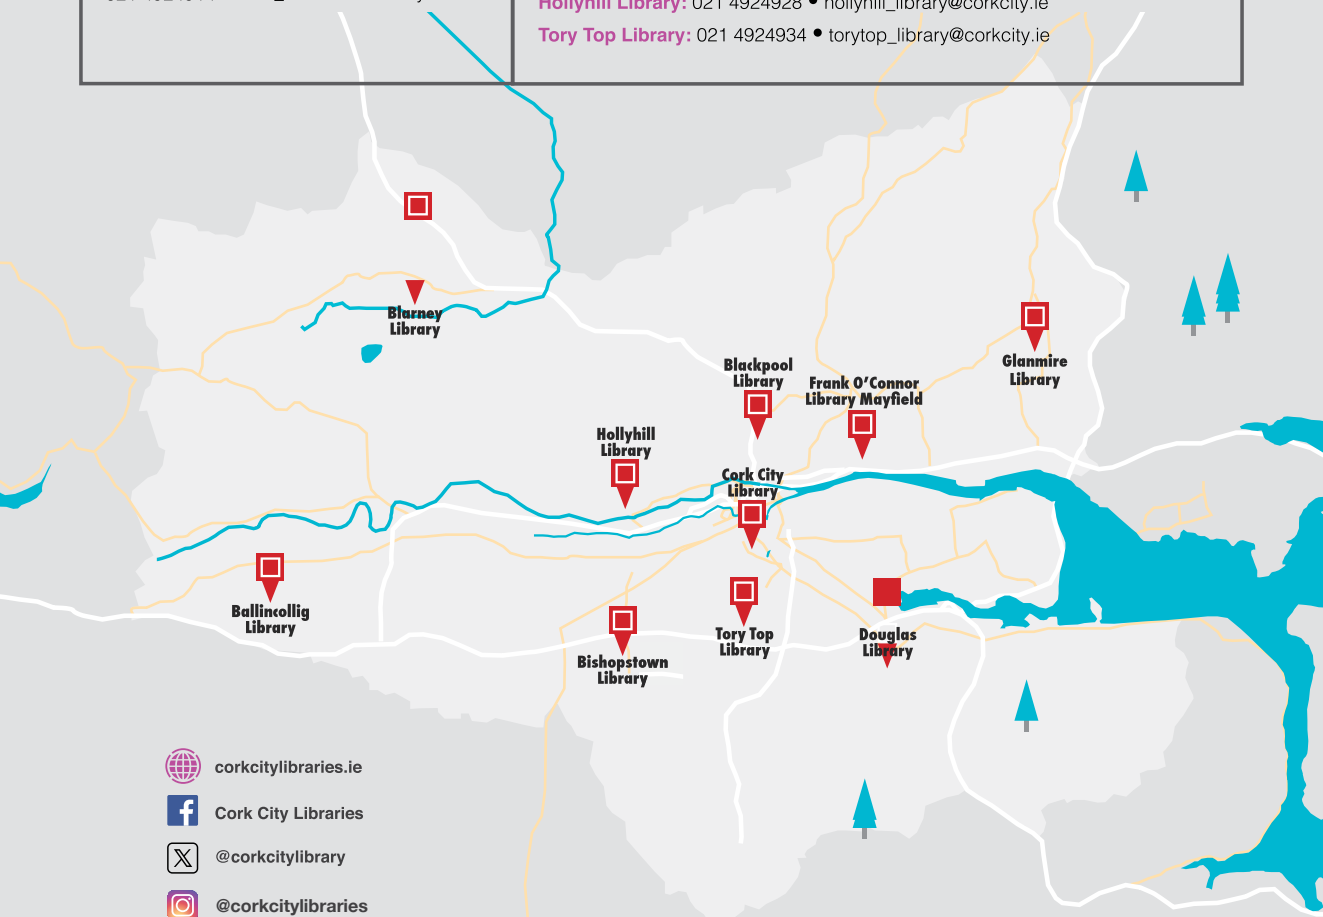 Hollyhill Library: 021 4924928 • hollyhill_library@corkcity.ie
Tory Top Library: 021 4924934 • torytop_library@corkcity.ie
Blarney
Library
Glanmire
Library
Blackpool
Library
Frank O'Connor
Library Mayfield
Hollyhill
Library
Cork City
Library
Ballincollig
Library
Tory Top
Library
Douglas
Library
Bishopstown
Library
corkcitylibraries.ie
Cork City Libraries
@corkcitylibrary
@corkcitylibraries